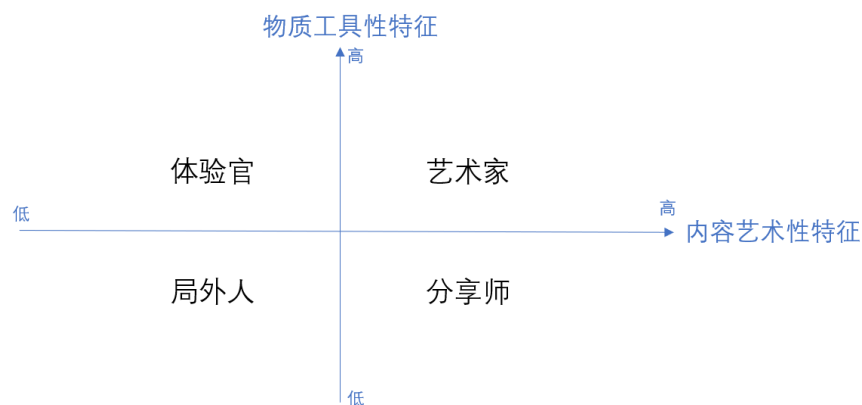 物质工具性特征
高
体验官
艺术家
低
高
内容艺术性特征
局外人
分享师
低